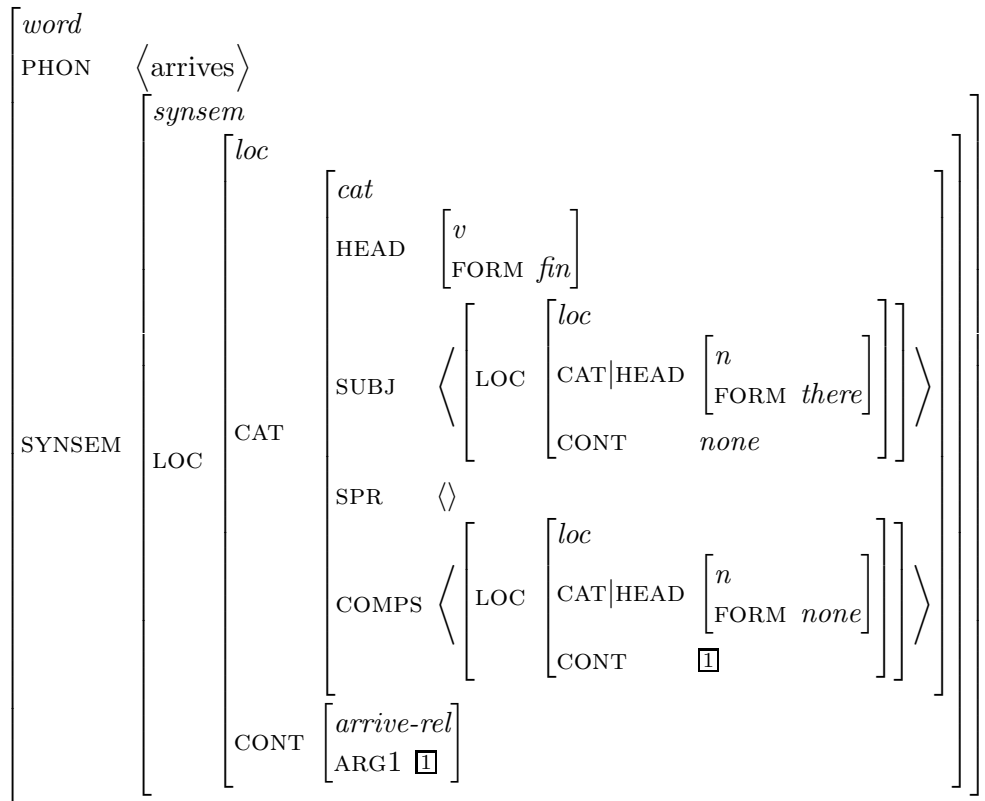 word
PHON ⟨arrives⟩
synsem
loc
cat
HEAD v
FORM fin
loc
SUBJ ⟨ LOC CAT|HEAD n
FORM there
CONT none ⟩
SYNSEM LOC CAT
SPR ⟨⟩
loc
COMPS ⟨ LOC CAT|HEAD n
FORM none
CONT 1 ⟩
CONT arrive-rel
ARG1 1